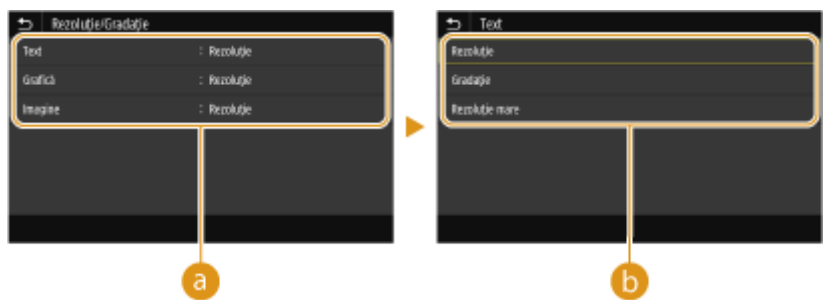 Rezoluție/Gradație
Text : Rezoluție
Grafică : Rezoluție
Imagine : Rezoluție
a
Text
Rezoluție
Gradație
Rezoluție mare
b